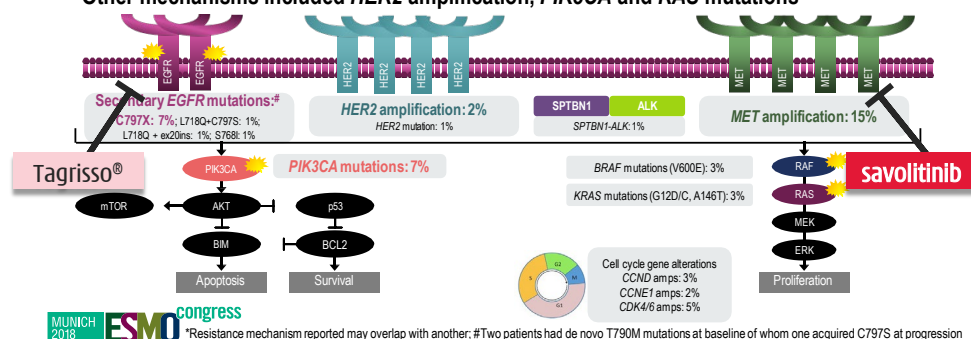 Other mechanisms included HER2 amplification, PIK3CA and RAS mutations
EGFR
EGFR
HER2
HER2
HER2
HER2
MET
MET
MET
MET
Secondary EGFR mutations:#
C797X: 7%; L718Q+C797S: 1%;
L718Q + ex20ins: 1%; S768I: 1%
HER2 amplification: 2%
HER2 mutation: 1%
SPTBN1
ALK
SPTBN1-ALK: 1%
MET amplification: 15%
Tagrisso®
savolitinib
PIK3CA
PIK3CA mutations: 7%
BRAF mutations (V600E): 3%
KRAS mutations (G12D/C, A146T): 3%
RAF
RAS
MEK
ERK
mTOR
AKT
p53
BIM
BCL2
Apoptosis
Survival
Proliferation
S
G2
M
G1
Cell cycle gene alterations
CCND amps: 3%
CCNE1 amps: 2%
CDK4/6 amps: 5%
MUNICH
2018
ESMO
congress
*Resistance mechanism reported may overlap with another; #Two patients had de novo T790M mutations at baseline of whom one acquired C797S at progression